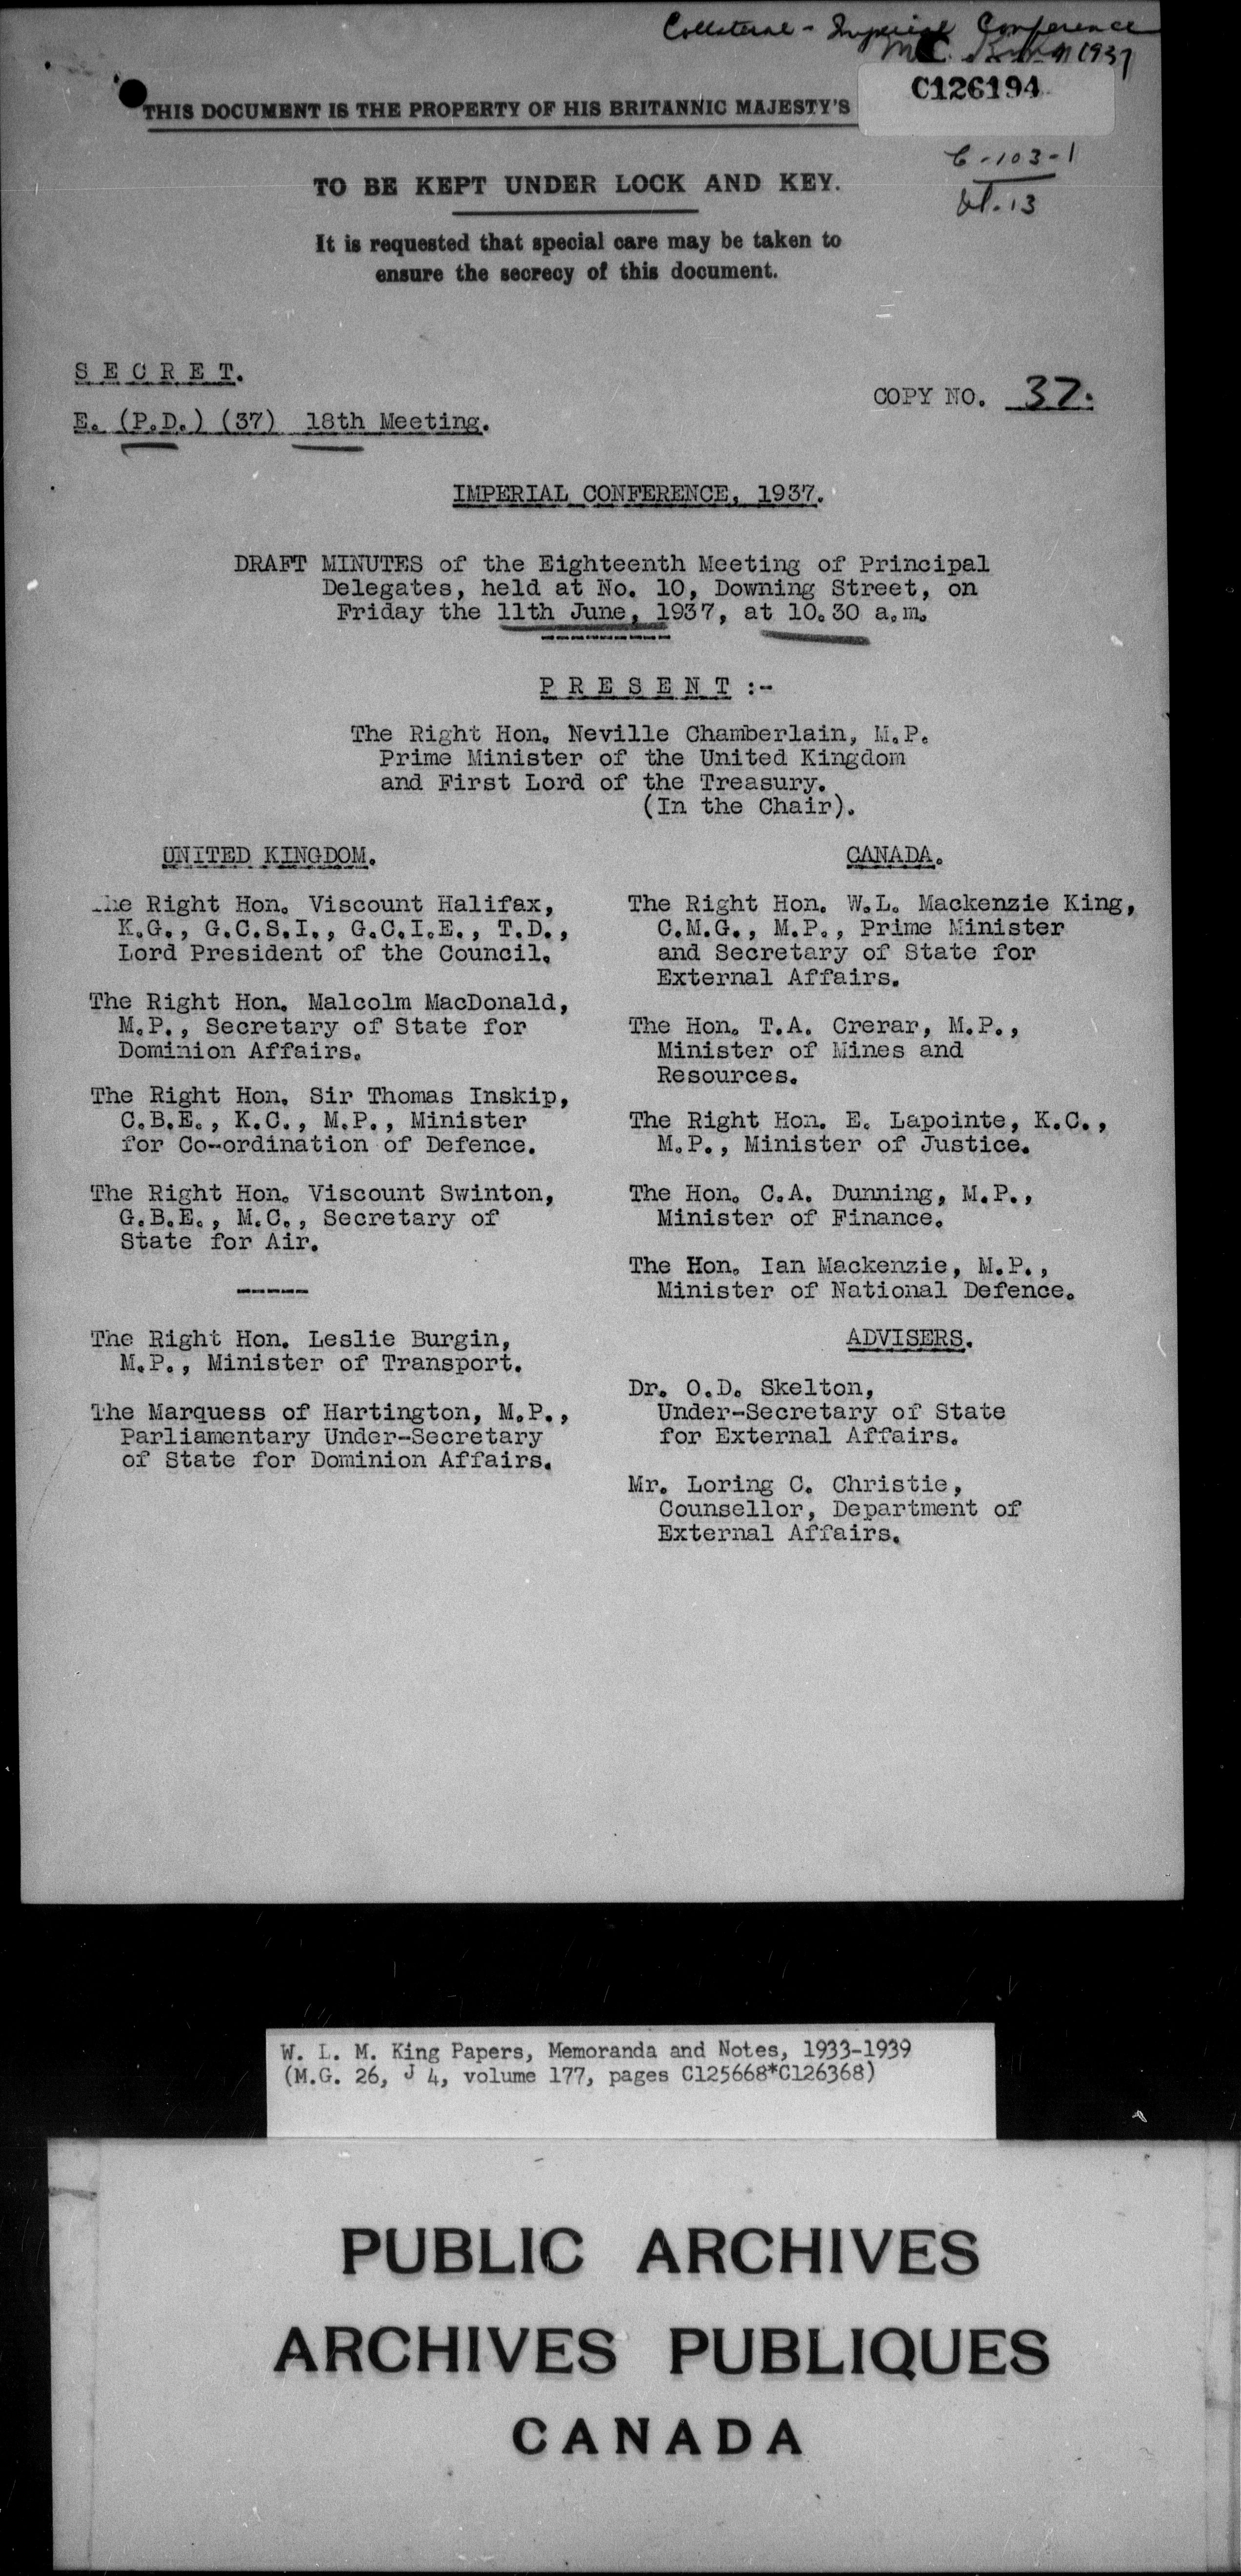 Collateral - Imperial Conference
1937
C126194
THIS DOCUMENT IS THE PROPERTY OF HIS BRITANNIC MAJESTY'S
C-103-1
13
TO BE KEPT UNDER LOCK AND KEY.
It is requested that special care may be taken to
ensure the secrecy of this document.
SECRET.
COPY NO. 37.
E. (P.D.) (37) 18th Meeting.
IMPERIAL CONFERENCE, 1937.
DRAFT MINUTES of the Eighteenth Meeting of Principal
Delegates, held at No. 10, Downing Street, on
Friday the 11th June, 1937, at 10.30 a.m.
PRESENT :-
The Right Hon. Neville Chamberlain, M.P.
Prime Minister of the United Kingdom
and First Lord of the Treasury.
(In the Chair).
UNITED KINGDOM.
The Right Hon. Viscount Halifax,
K.G., G.C.S.I., G.C.I.E., T.D.,
Lord President of the Council.
The Right Hon. Malcolm MacDonald,
M.P., Secretary of State for
Dominion Affairs.
The Right Hon. Sir Thomas Inskip,
C.B.E., K.C., M.P., Minister
for Co-ordination of Defence.
The Right Hon. Viscount Swinton,
G.B.E., M.C., Secretary of
State for Air.
The Right Hon. Leslie Burgin,
M.P., Minister of Transport.
The Marquess of Hartington, M.P.,
Parliamentary Under-Secretary
of State for Dominion Affairs.
CANADA.
The Right Hon. W.L. Mackenzie King,
C.M.G., M.P., Prime Minister
and Secretary of State for
External Affairs.
The Hon. T.A. Crerar, M.P.,
Minister of Mines and
Resources.
The Right Hon. E. Lapointe, K.C.,
M.P., Minister of Justice.
The Hon. C.A. Dunning, M.P.,
Minister of Finance.
The Hon. Ian Mackenzie, M.P.,
Minister of National Defence.
ADVISERS.
Dr. O.D. Skelton,
Under-Secretary of State
for External Affairs.
Mr. Loring C. Christie,
Counsellor, Department of
External Affairs.
W. L. M. King Papers, Memoranda and Notes, 1933-1939
(M.G. 26, J 4, volume 177, pages C125668*C126368)
PUBLIC ARCHIVES
ARCHIVES PUBLIQUES
CANADA